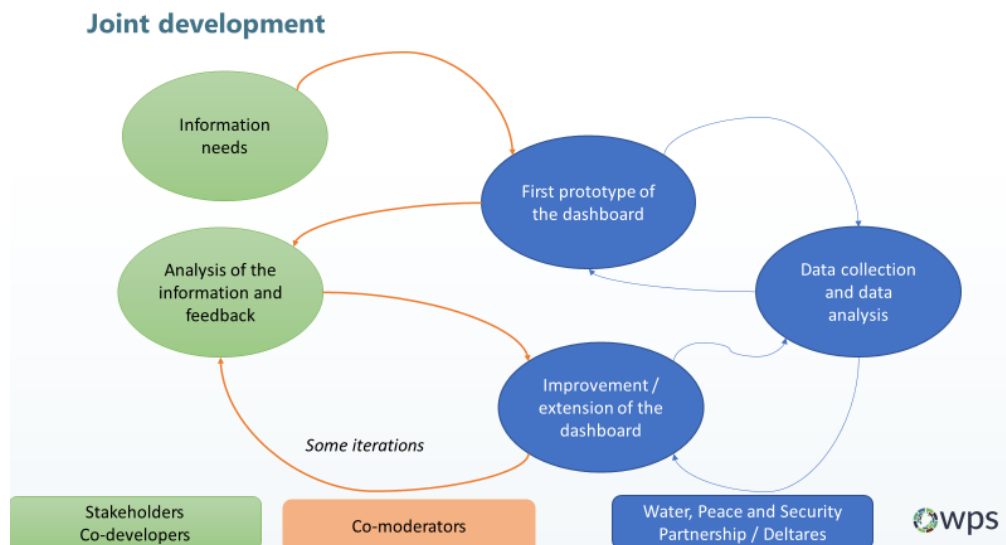 Joint development
Information
needs
First prototype of
the dashboard
Analysis of the
information and
feedback
Data collection
and data
analysis
Improvement /
extension of the
dashboard
Some iterations
Stakeholders
Co-developers
Co-moderators
Water, Peace and Security
Partnership / Deltares
wps